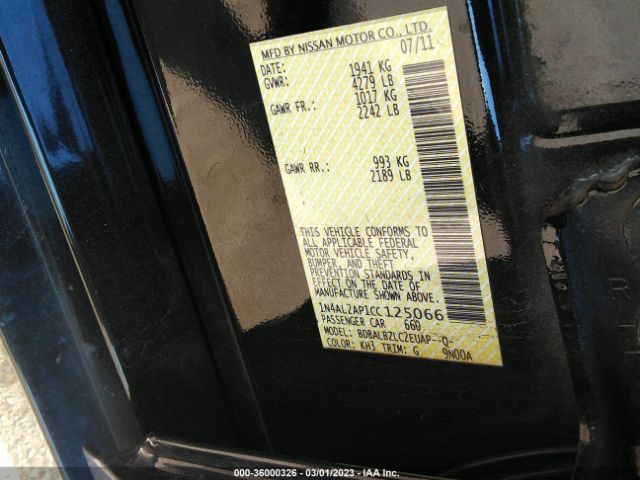 MFD BY NISSAN MOTOR CO., LTD.
DATE: 07/11
GVWR: 1941 KG
4279 LB
GAWR FR.: 1017 KG
2242 LB
GAWR RR.: 993 KG
2189 LB
THIS VEHICLE CONFORMS TO
ALL APPLICABLE FEDERAL
MOTOR VEHICLE SAFETY,
BUMPER, AND THEFT
PREVENTION STANDARDS IN
EFFECT ON THE DATE OF
MANUFACTURE SHOWN ABOVE.
1N4AL2AP1CC125066
PASSENGER CAR 660
MODEL: BDBALBZLCZEUAP--Q-
COLOR: KH3 TRIM: G 9N00A
000-36000326 - 03/01/2023 - IAA Inc.